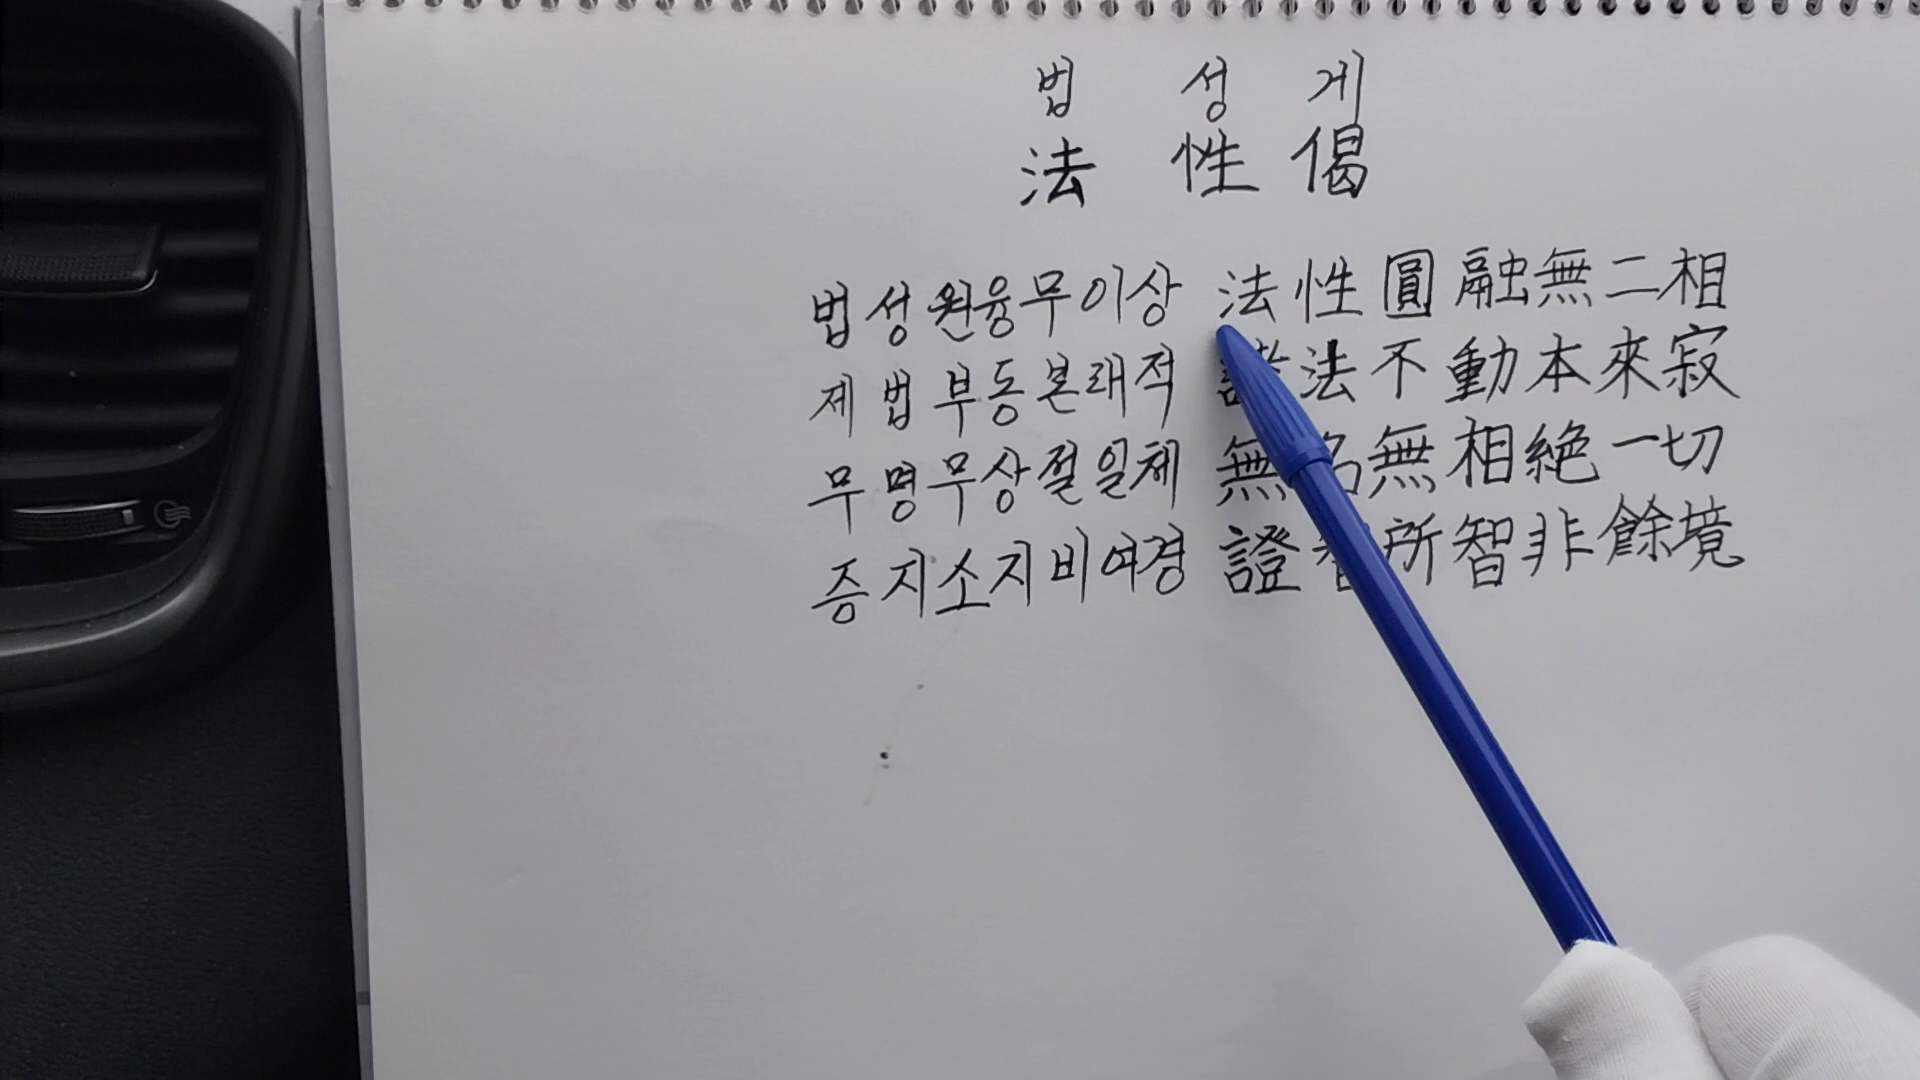 법 성 게
法 性 偈
법성원융무이상 法性圓融無二相
제법부동본래적 法不動本來寂
무명무상절일체 無名無相絶一切
증지소지비여경 證智所智非餘境